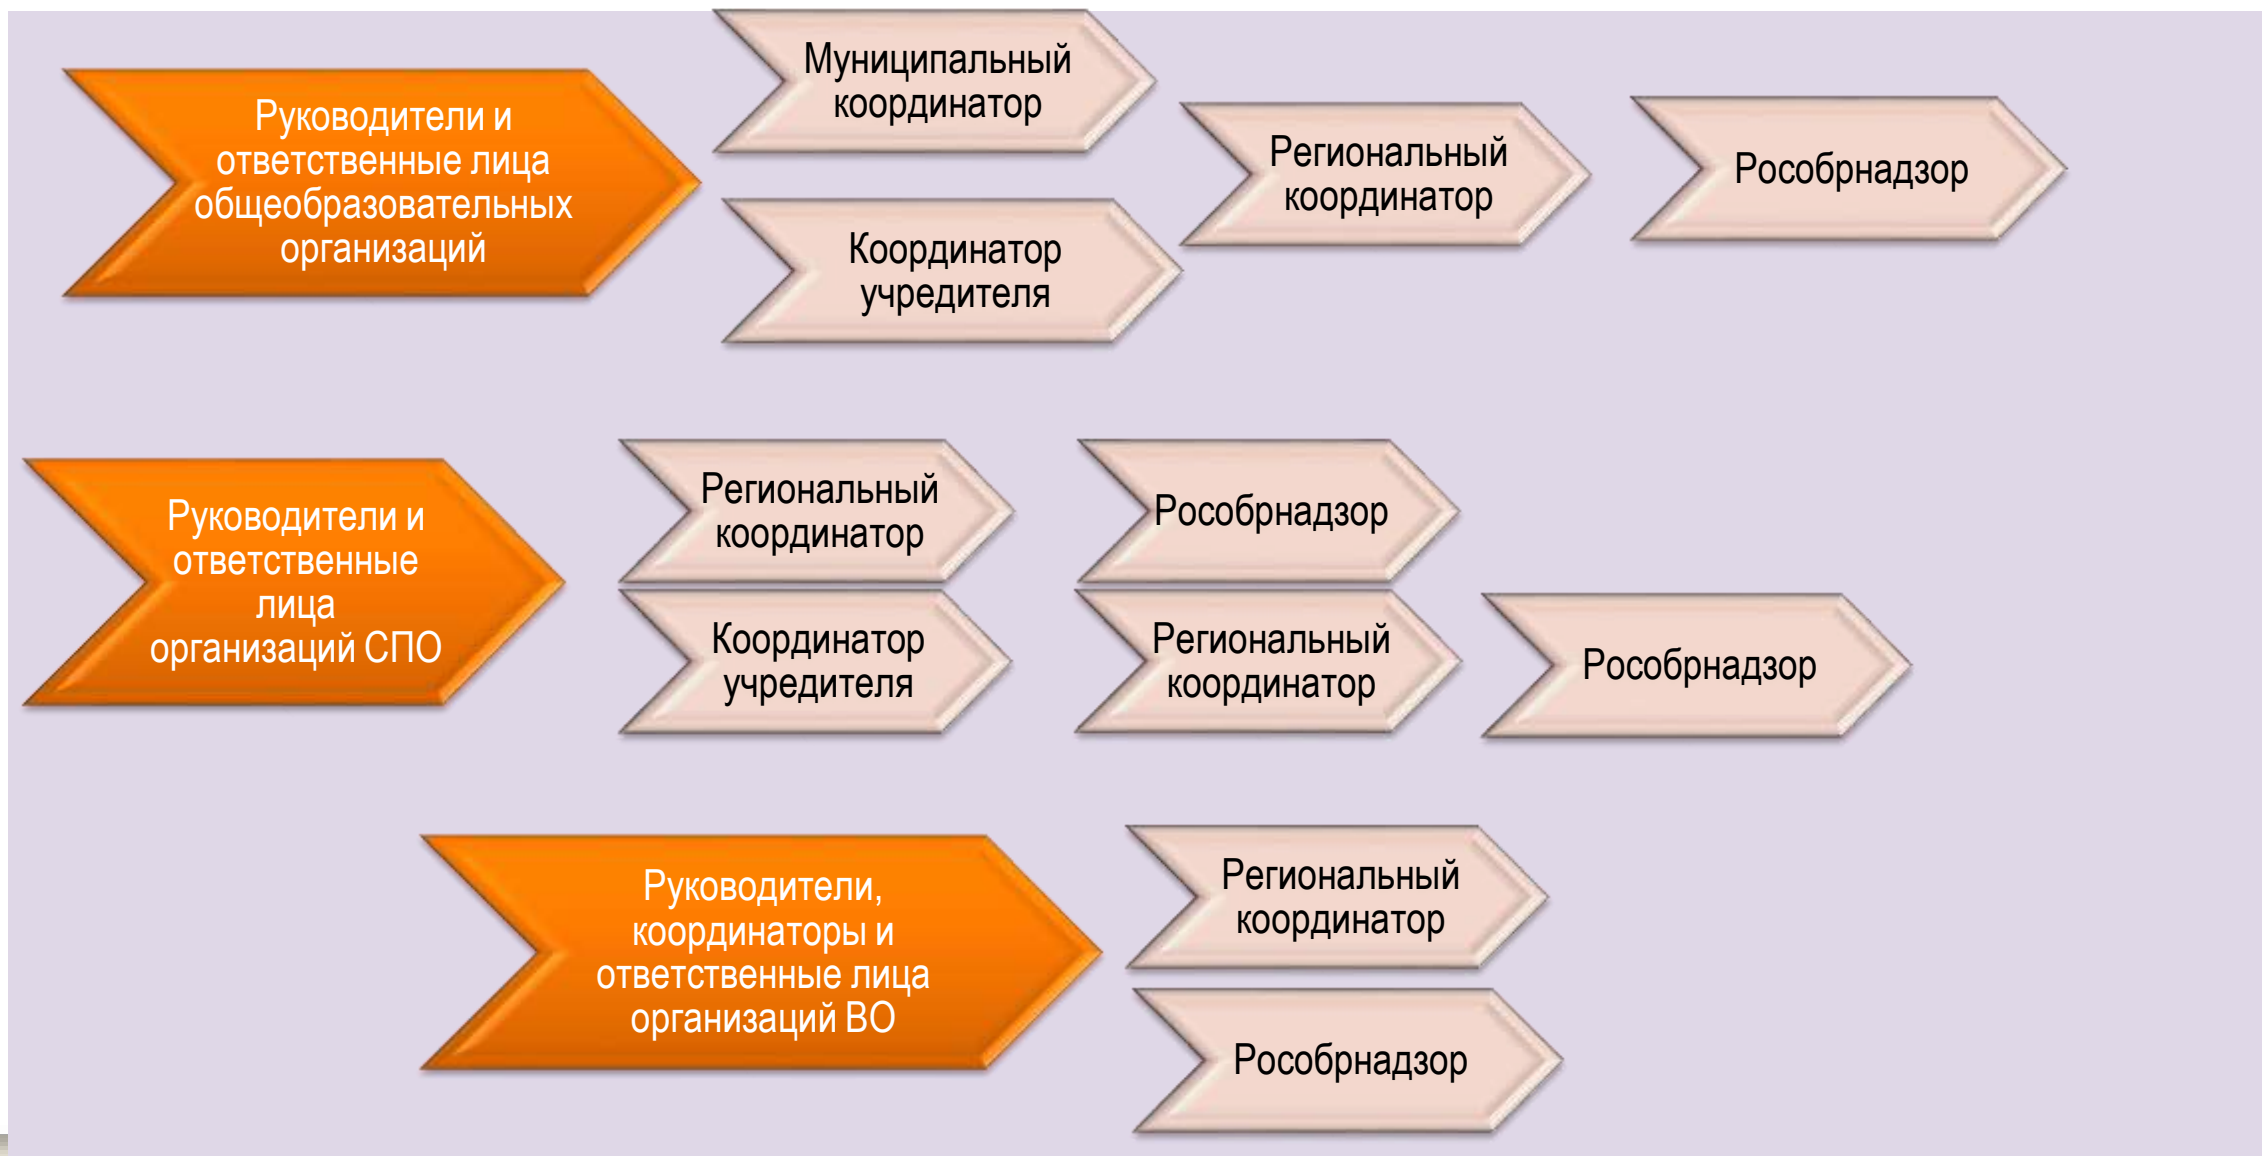 Руководители и
ответственные лица
общеобразовательных
организаций
Муниципальный
координатор
Координатор
учредителя
Региональный
координатор
Рособрнадзор
Руководители и
ответственные
лица
организаций СПО
Региональный
координатор
Рособрнадзор
Координатор
учредителя
Региональный
координатор
Рособрнадзор
Руководители,
координаторы и
ответственные лица
организаций ВО
Региональный
координатор
Рособрнадзор